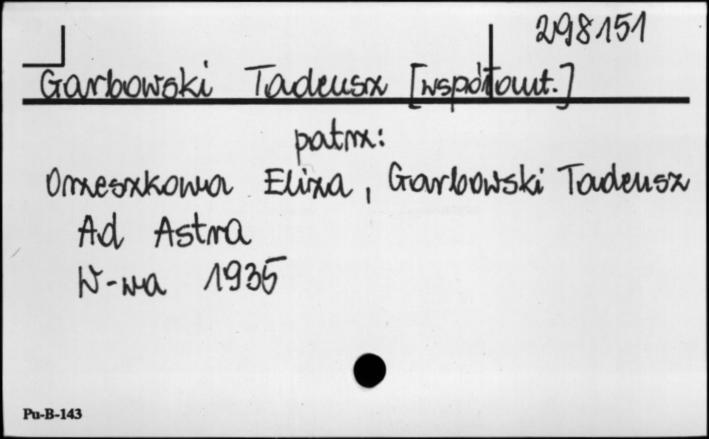 298151
Garbowski Tadeusz [współaut.]
patrz:
Orzeszkowa Eliza, Garbowski Tadeusz
Ad Astra
W-wa 1935
Pu-B-143